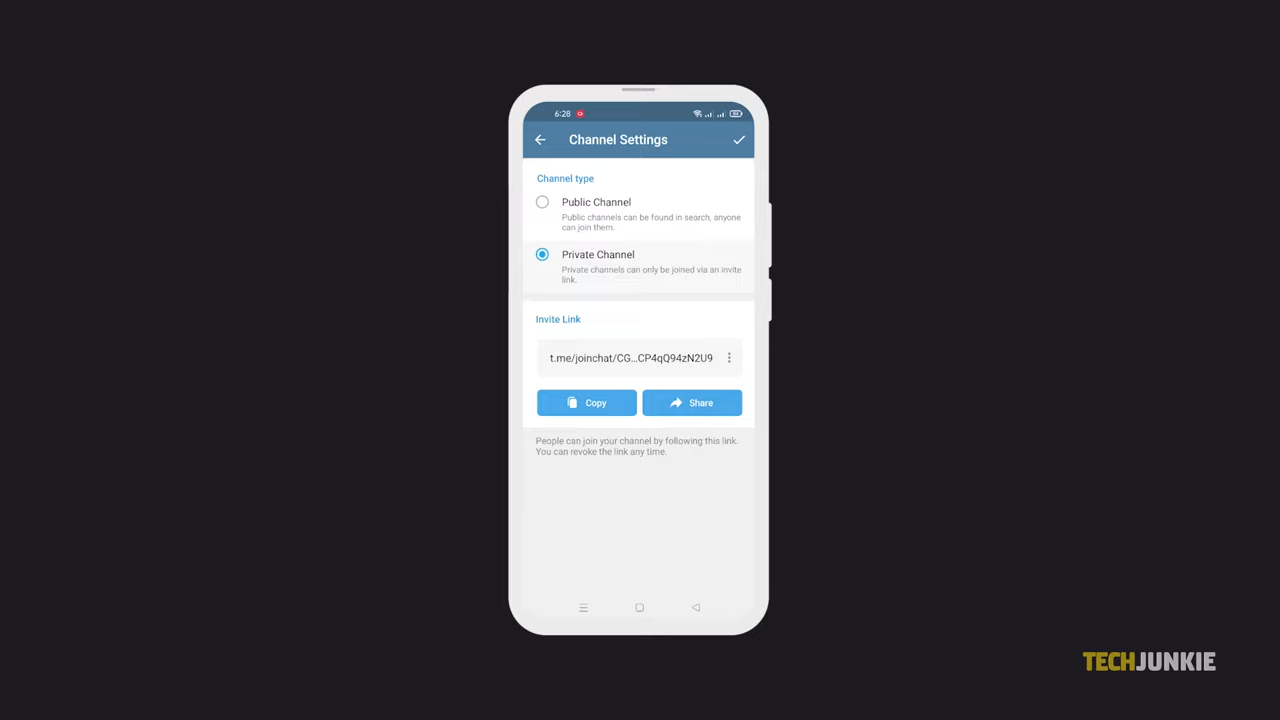 6:28
Channel Settings
Channel type
Public Channel
Public channels can be found in search, anyone
can join them.
Private Channel
Private channels can only be joined via an invite
link.
Invite Link
t.me/joinchat/CG...CP4qQ94zN2U9
Copy
Share
People can join your channel by following this link.
You can revoke the link any time.
TECHJUNKIE